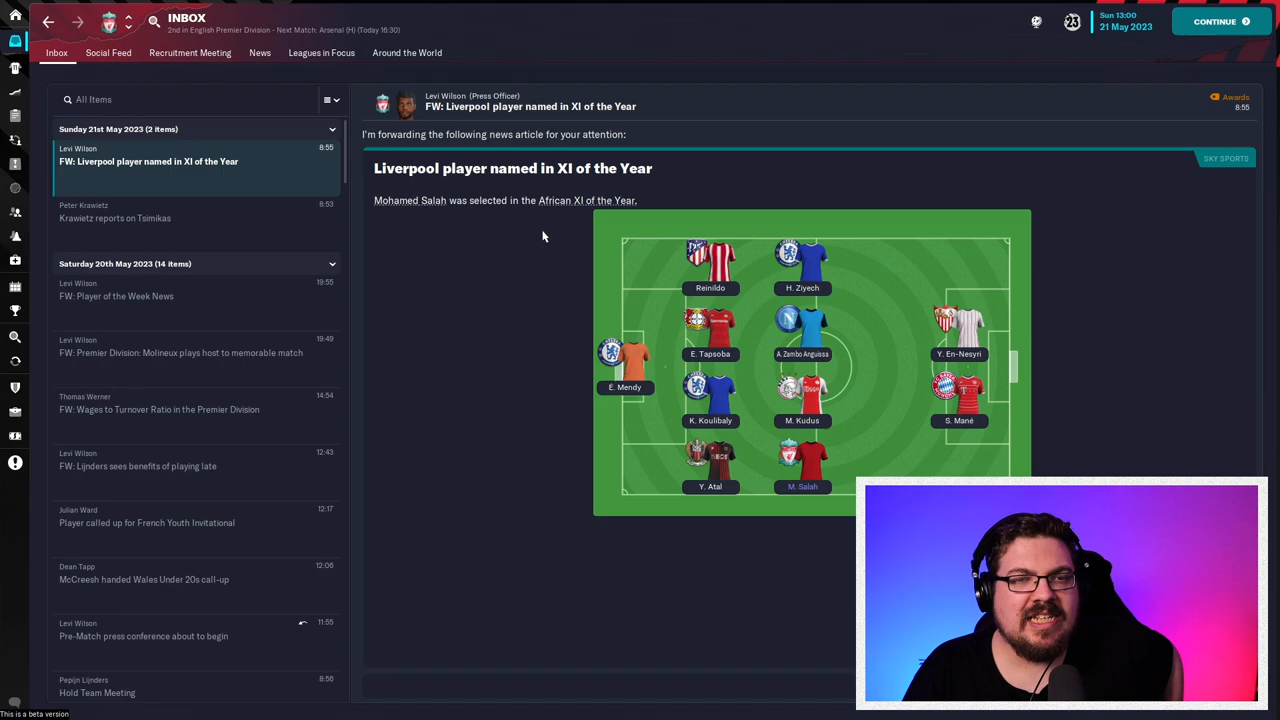 INBOX
2nd in English Premier Division - Next Match: Arsenal (H) (Today 16:30)
23
Sun 13:00
21 May 2023
CONTINUE
Inbox
Social Feed
Recruitment Meeting
News
Leagues in Focus
Around the World
All Items
Sunday 21st May 2023 (2 items)
Levi Wilson
8:55
FW: Liverpool player named in XI of the Year
Peter Krawietz
8:53
Krawietz reports on Tsimikas
Saturday 20th May 2023 (14 items)
Levi Wilson
19:55
FW: Player of the Week News
Levi Wilson
19:49
FW: Premier Division: Molineux plays host to memorable match
Thomas Werner
14:54
FW: Wages to Turnover Ratio in the Premier Division
Levi Wilson
12:43
FW: Lijnders sees benefits of playing late
Julian Ward
12:17
Player called up for French Youth Invitational
Dean Tapp
12:06
McCreesh handed Wales Under 20s call-up
Levi Wilson
11:55
Pre-Match press conference about to begin
Pepijn Lijnders
8:56
Hold Team Meeting
This is a beta version
Levi Wilson (Press Officer)
FW: Liverpool player named in XI of the Year
Awards
8:55
I'm forwarding the following news article for your attention:
SKY SPORTS
Liverpool player named in XI of the Year
Mohamed Salah was selected in the African XI of the Year.
Reinildo
H. Ziyech
E. Tapsoba
A. Zambo Anguissa
Y. En-Nesyri
É. Mendy
K. Koulibaly
M. Kudus
S. Mané
Y. Atal
M. Salah